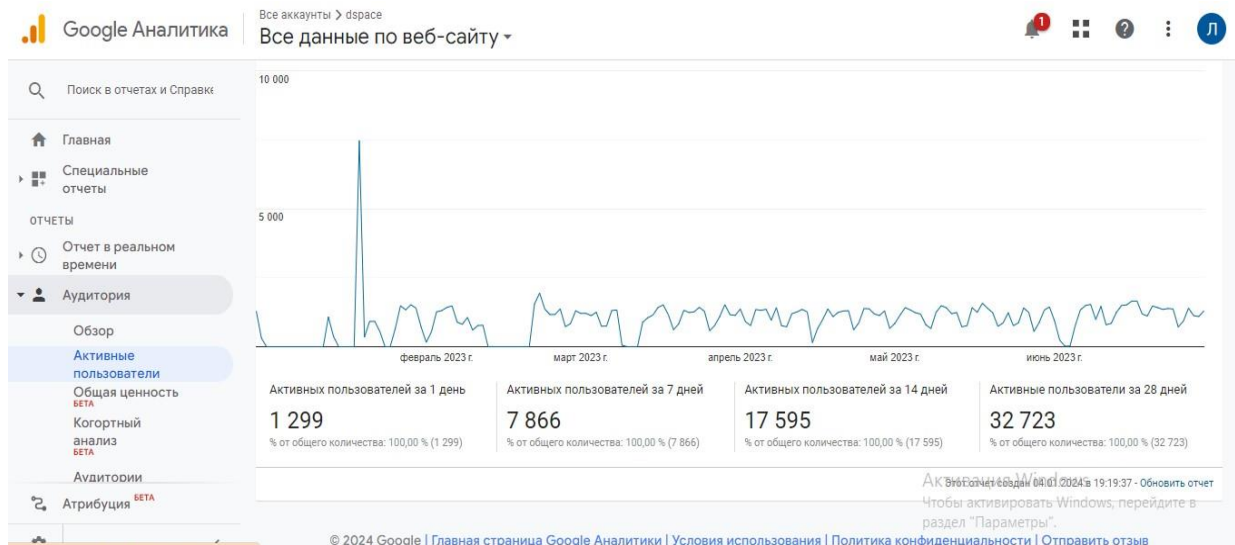 Google Аналитика
Все аккаунты > dspace
Все данные по веб-сайту
1
Л
Поиск в отчетах и Справке
Главная
Специальные
отчеты
ОТЧЕТЫ
Отчет в реальном
времени
Аудитория
Обзор
Активные
пользователи
Общая ценность
БЕТА
Когортный
анализ
БЕТА
Аудитории
Атрибуция БЕТА
10 000
5 000
февраль 2023 г. март 2023 г. апрель 2023 г. май 2023 г. июнь 2023 г.
Активных пользователей за 1 день
1 299
% от общего количества: 100,00 % (1 299)
Активных пользователей за 7 дней
7 866
% от общего количества: 100,00 % (7 866)
Активных пользователей за 14 дней
17 595
% от общего количества: 100,00 % (17 595)
Активные пользователи за 28 дней
32 723
% от общего количества: 100,00 % (32 723)
Этот отчет создан 04.01.2024 в 19:19:37 - Обновить отчет
Активация Windows
Чтобы активировать Windows, перейдите в
раздел "Параметры".
© 2024 Google | Главная страница Google Аналитики | Условия использования | Политика конфиденциальности | Отправить отзыв